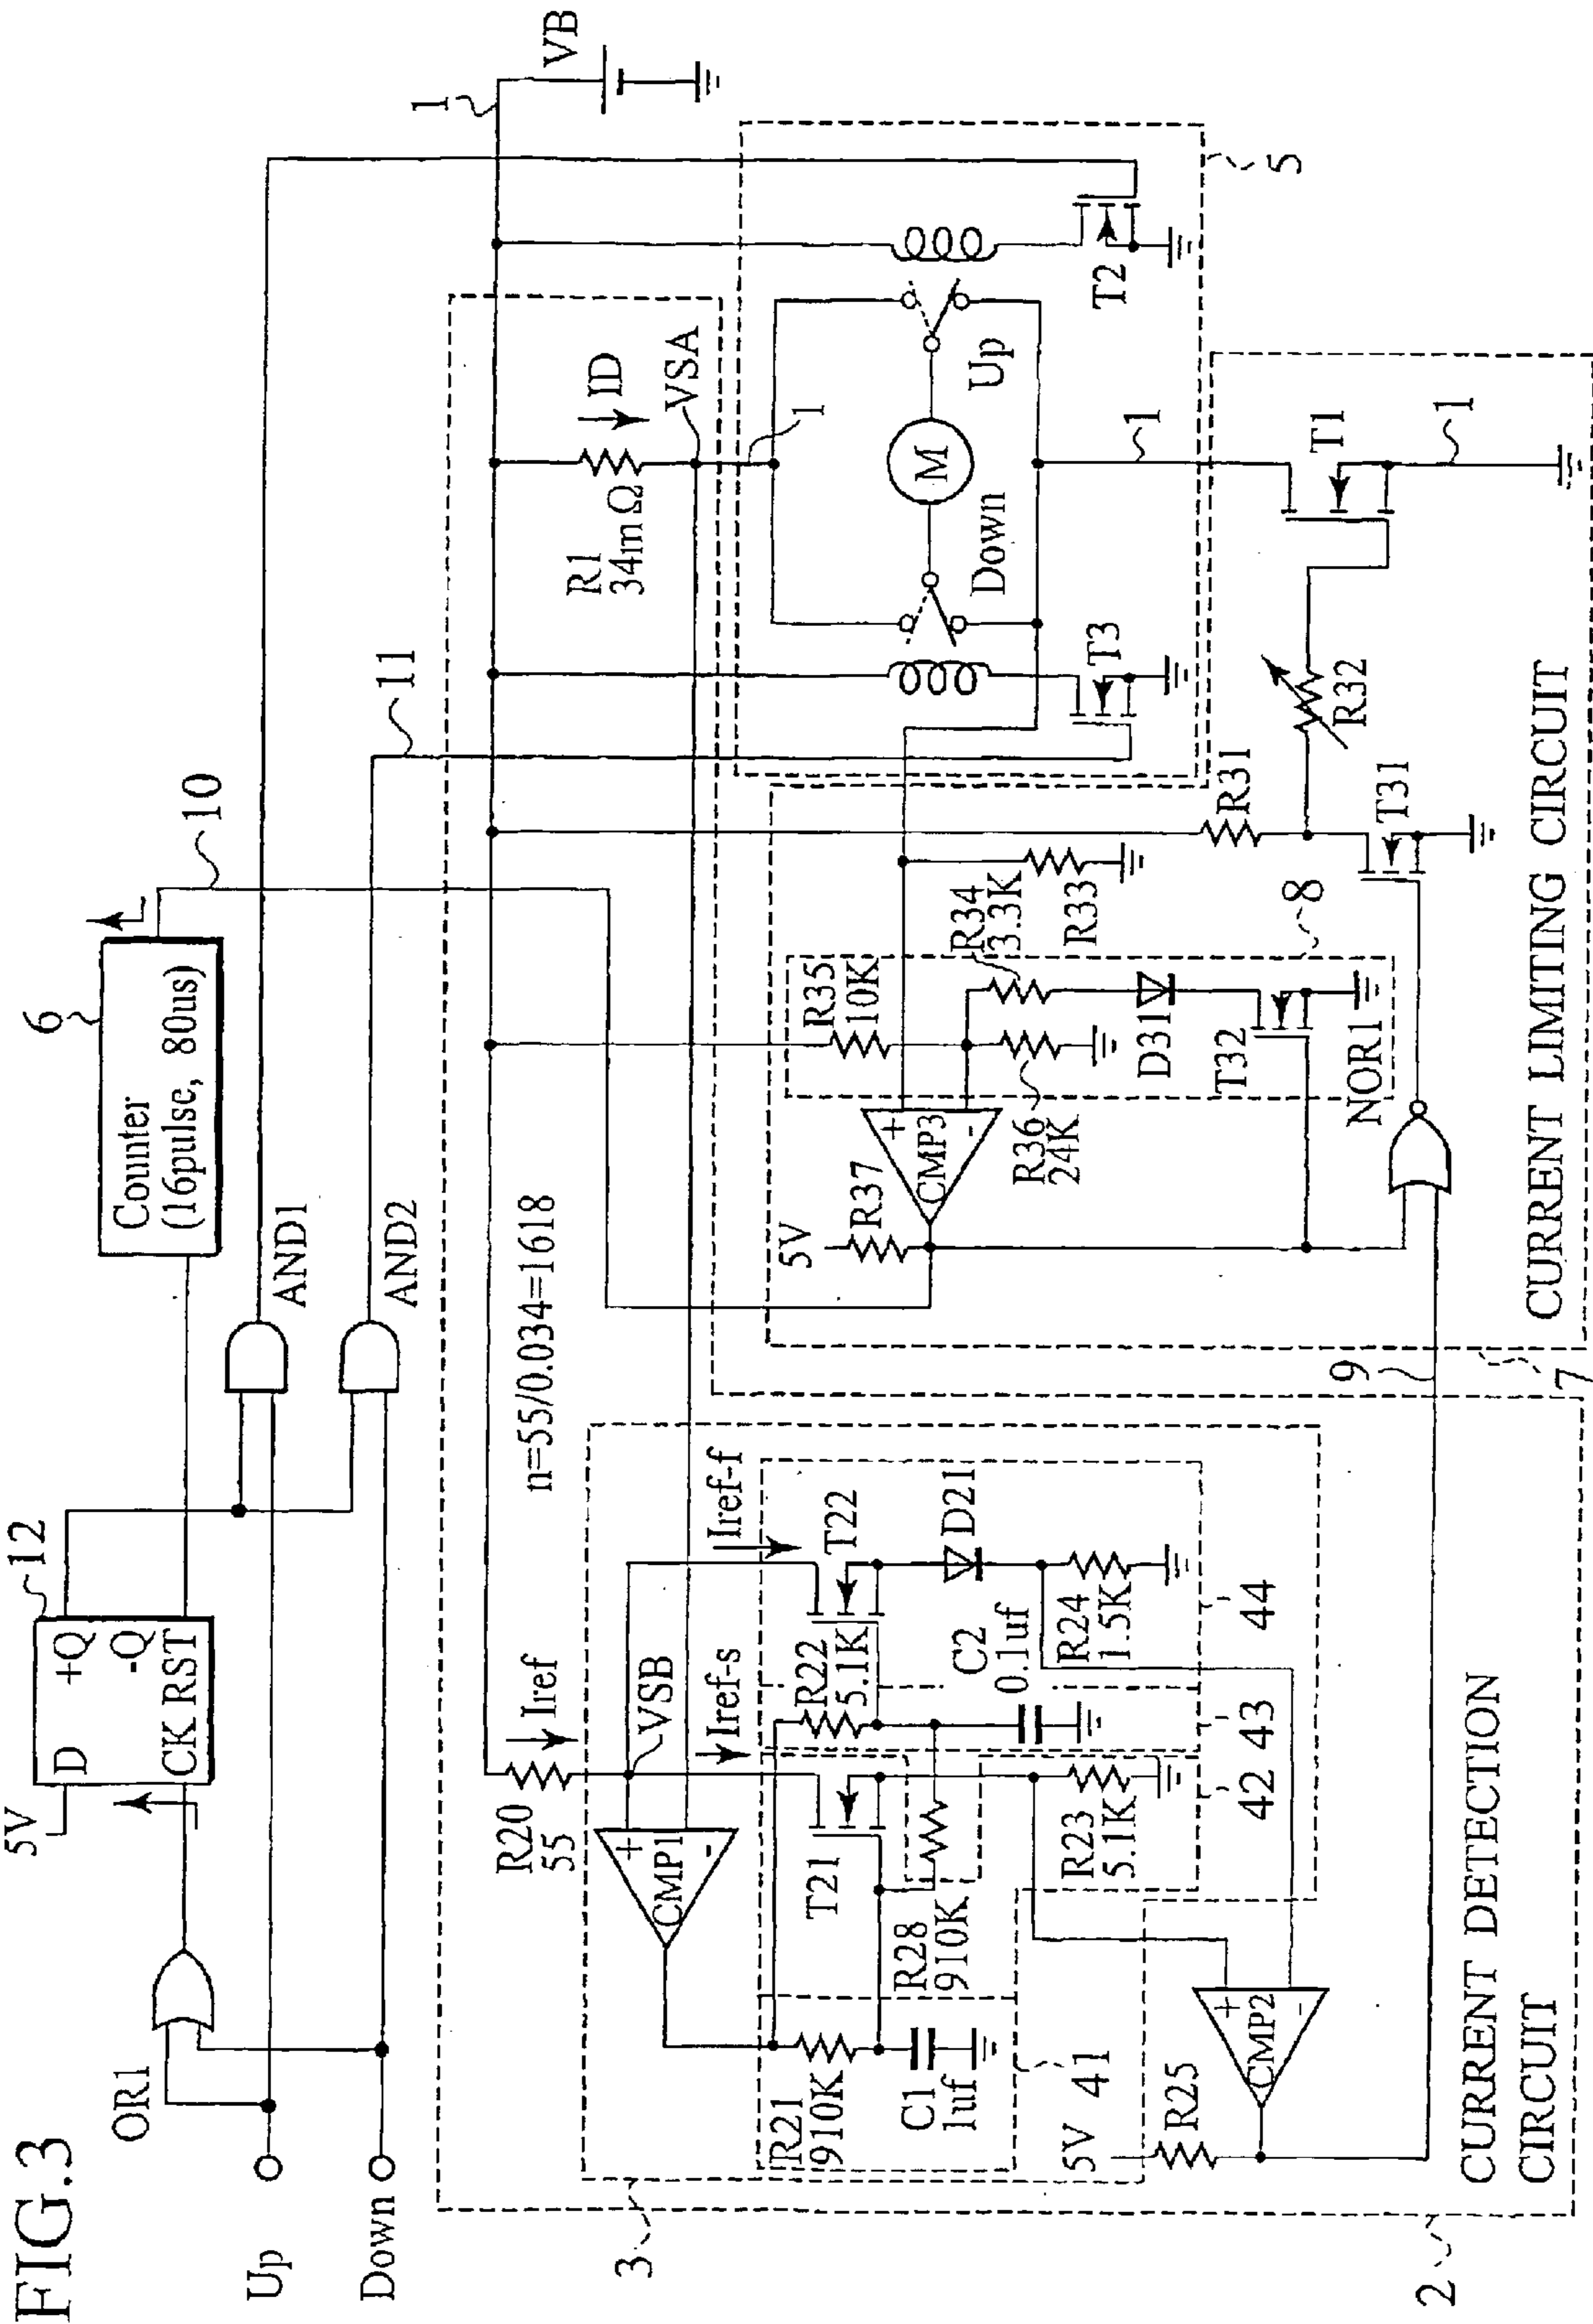 FIG.3
Up
Down
OR1
5V
D +Q
-Q
CK RST
12
AND1
AND2
6
Counter
(16pulse, 80us)
10
11
1
VB
3
2
R20
55
Iref
n=55/0.034=1618
R1
34mΩ
ID
VSA
1
VSB
Iref-s
Iref-f
+
-
CMP1
T21
T22
D21
R22
5.1K
C2
0.1uf
R24
1.5K
R28
910K
R23
5.1K
R21
910K
C1
1uf
41
42
43
44
5V
R25
+
-
CMP2
CURRENT DETECTION
CIRCUIT
9
7
5V
R37
+
-
CMP3
R35
10K
R36
24K
R34
3.3K
R33
D31
T32
NOR1
8
R31
T31
R32
T1
1
1
M
Down
Up
T3
T2
5
CURRENT LIMITING CIRCUIT